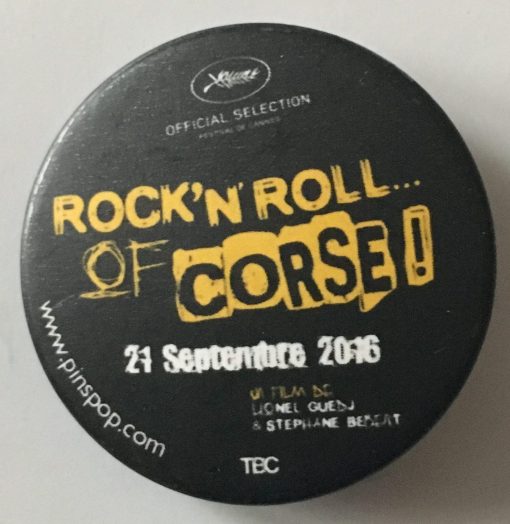 OFFICIAL SELECTION
FESTIVAL DE CANNES
ROCK'N'ROLL...
OF CORSE!
21 Septembre 2016
UN FILM DE
LIONEL GUEDJ
& STEPHANE BEBERT
TBC
www.pinspop.com